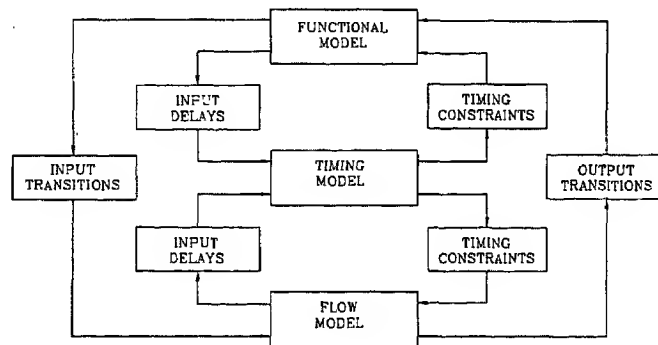 FUNCTIONAL
MODEL
INPUT
DELAYS
TIMING
CONSTRAINTS
INPUT
TRANSITIONS
TIMING
MODEL
OUTPUT
TRANSITIONS
INPUT
DELAYS
TIMING
CONSTRAINTS
FLOW
MODEL